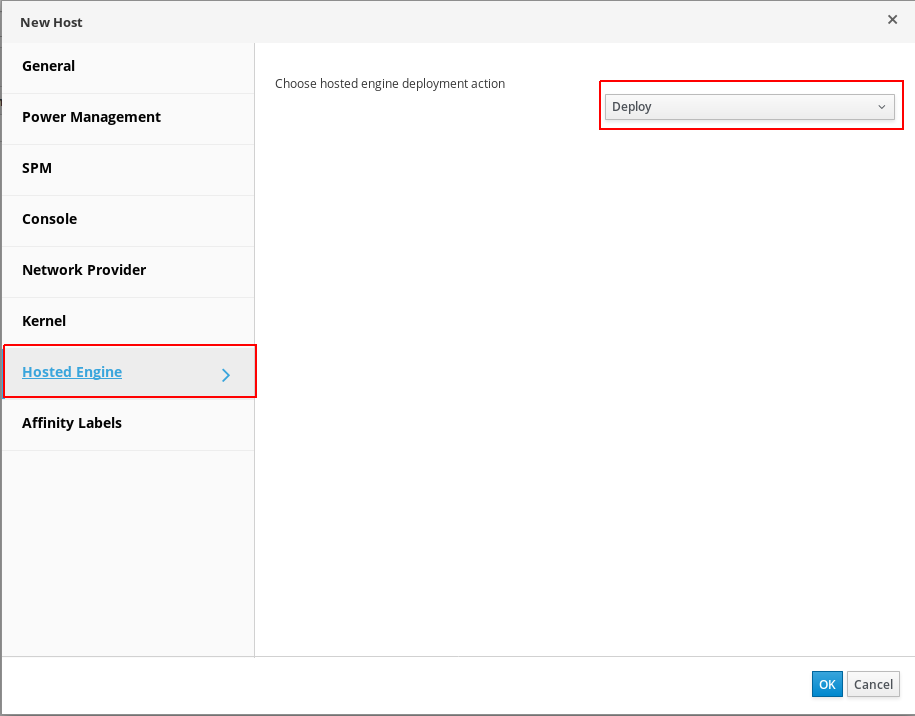 New Host
General
Power Management
SPM
Console
Network Provider
Kernel
Hosted Engine
Affinity Labels
Choose hosted engine deployment action
Deploy
OK
Cancel